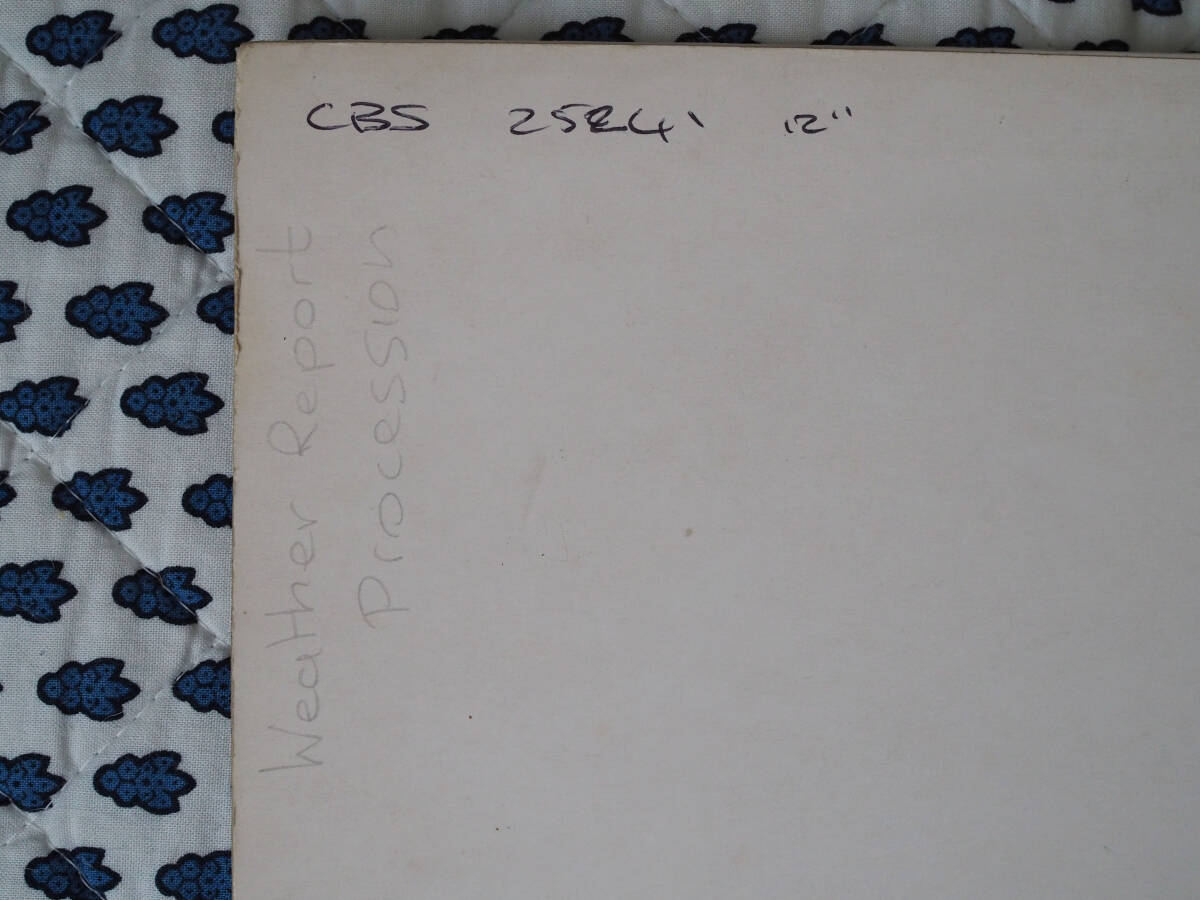 CBS 25241 12"
Weather Report
Procession